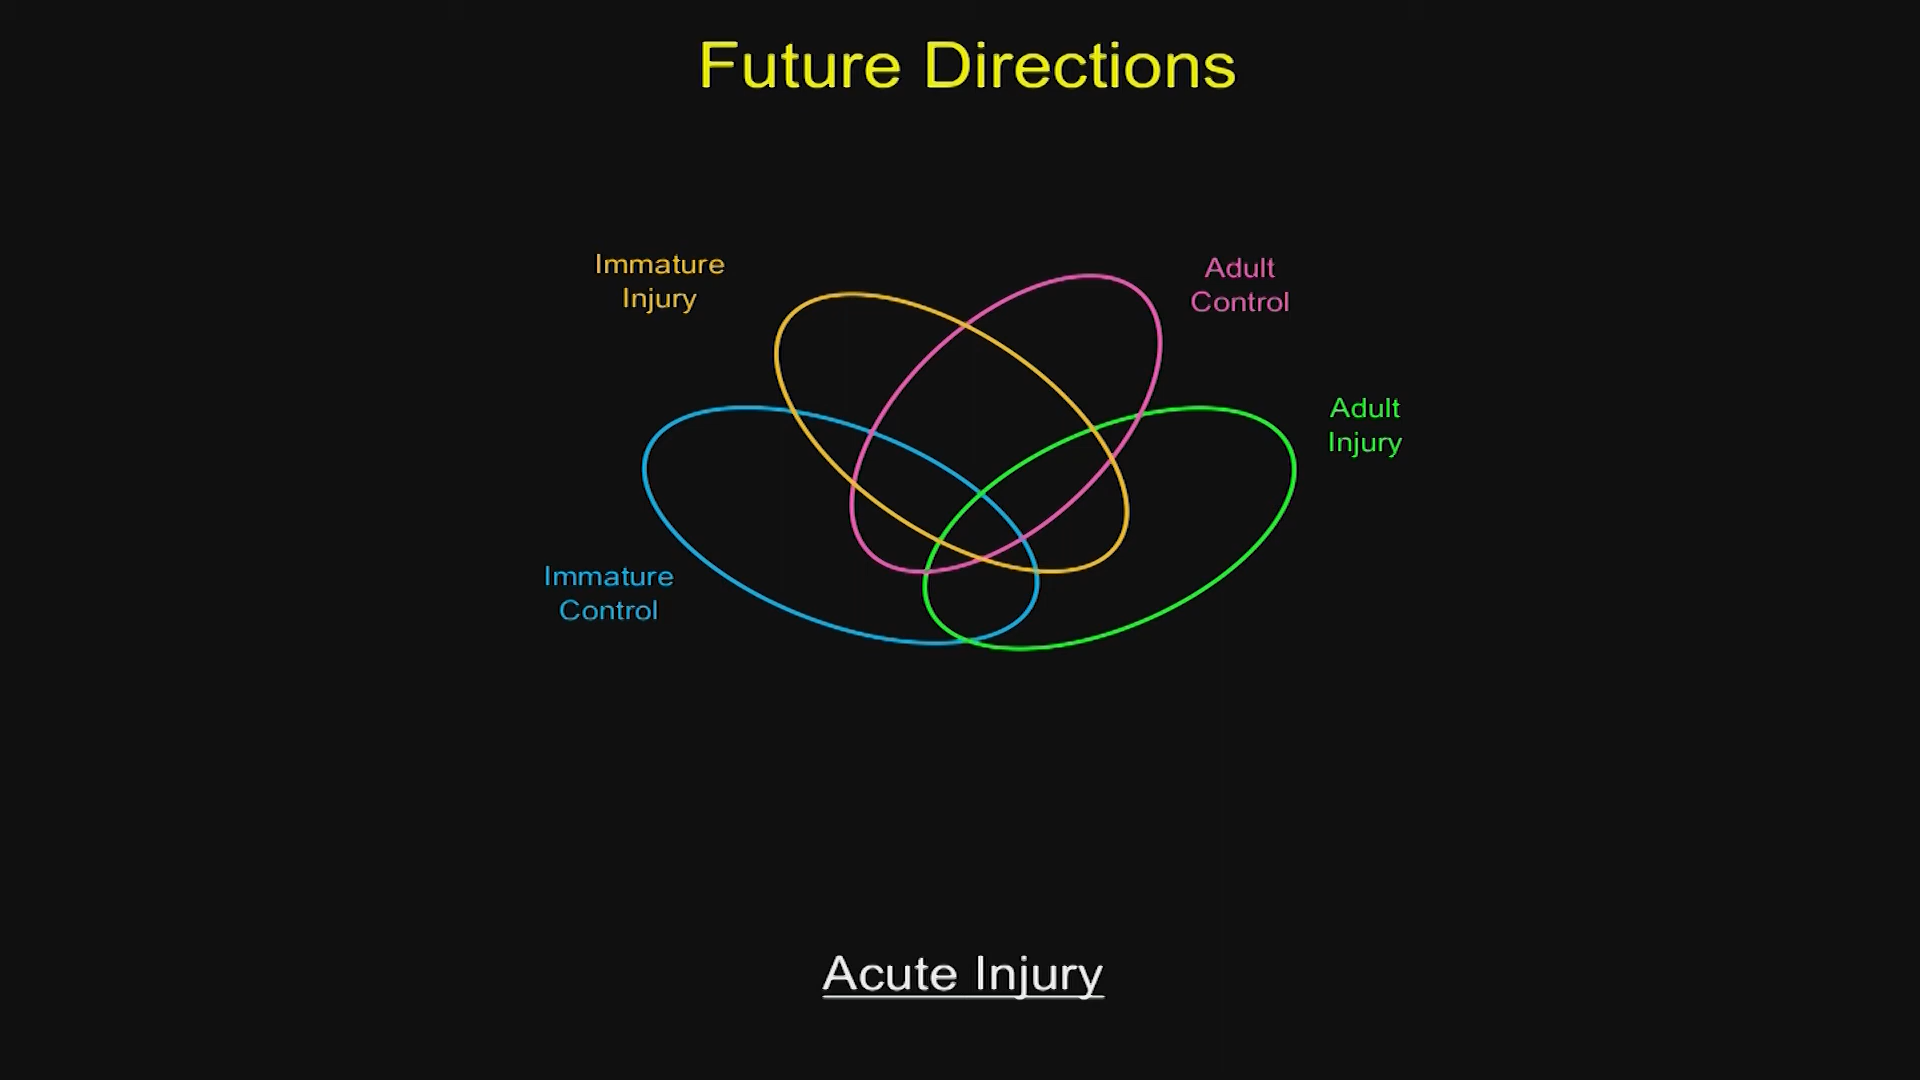 Future Directions
Immature
Injury
Adult
Control
Adult
Injury
Immature
Control
Acute Injury